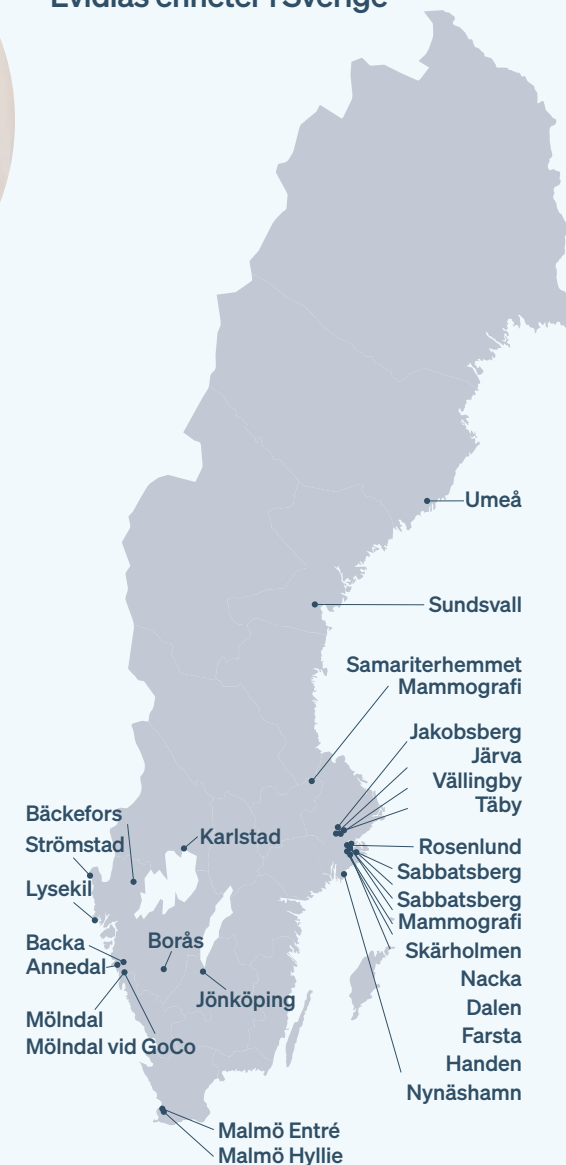 Evidias enheter i Sverige
Umeå
Sundsvall
Samariterhemmet
Mammografi
Jakobsberg
Järva
Vällingby
Täby
Bäckefors
Karlstad
Strömstad
Rosenlund
Sabbatsberg
Lysekil
Sabbatsberg
Mammografi
Backa
Borås
Skärholmen
Annedal
Nacka
Jönköping
Dalen
Mölndal
Farsta
Mölndal vid GoCo
Handen
Nynäshamn
Malmö Entré
Malmö Hyllie